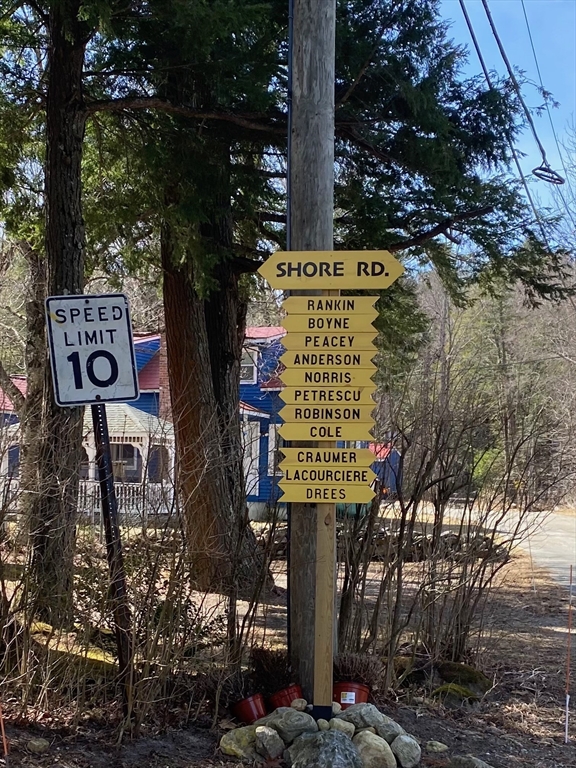 SHORE RD.
RANKIN
BOYNE
PEACEY
ANDERSON
NORRIS
PETRESCU
ROBINSON
COLE
CRAUMER
LACOURCIERE
DREES
SPEED
LIMIT
10